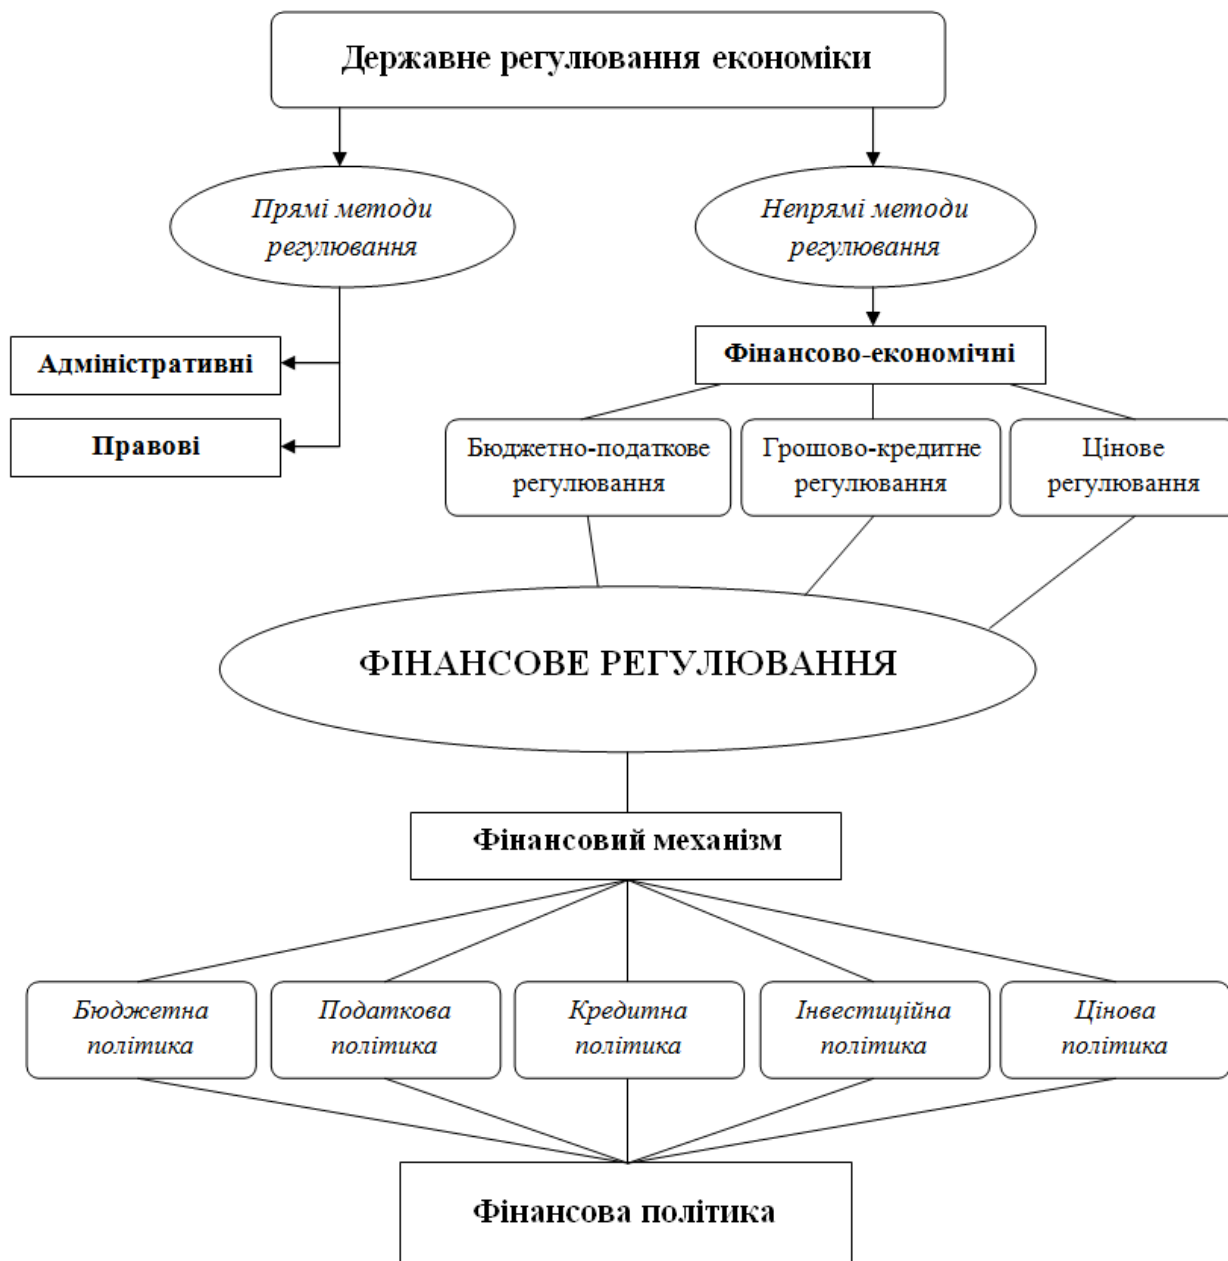 Державне регулювання економіки
Прямі методи
регулювання
Непрямі методи
регулювання
Адміністративні
Правові
Фінансово-економічні
Бюджетно-податкове
регулювання
Грошово-кредитне
регулювання
Цінове
регулювання
ФІНАНСОВЕ РЕГУЛЮВАННЯ
Фінансовий механізм
Бюджетна
політика
Податкова
політика
Кредитна
політика
Інвестиційна
політика
Цінова
політика
Фінансова політика